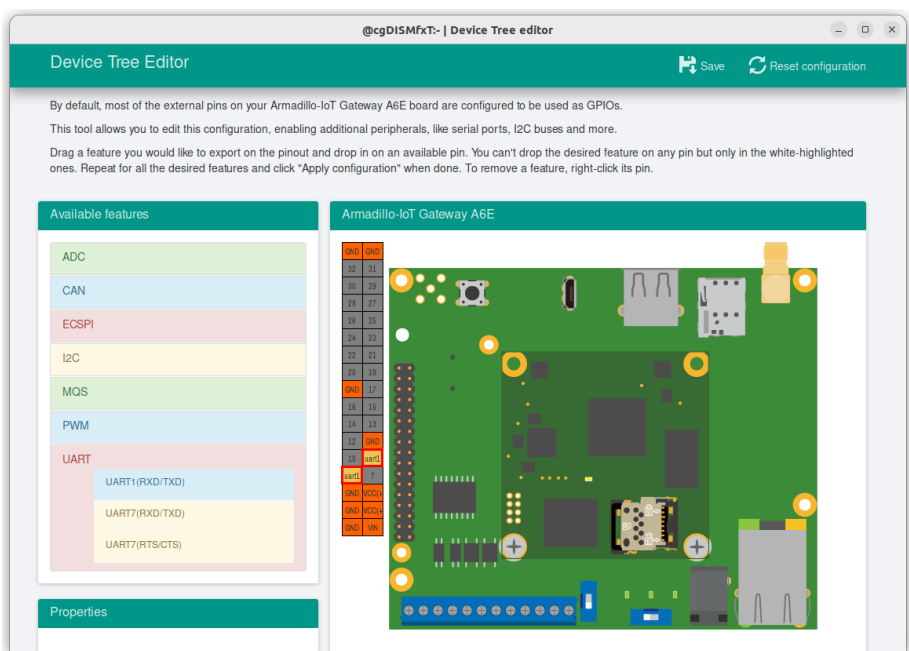 @cgDISMfxT:- | Device Tree editor
Device Tree Editor
Save
Reset configuration
By default, most of the external pins on your Armadillo-IoT Gateway A6E board are configured to be used as GPIOs.
This tool allows you to edit this configuration, enabling additional peripherals, like serial ports, I2C buses and more.
Drag a feature you would like to export on the pinout and drop in on an available pin. You can't drop the desired feature on any pin but only in the white-highlighted
ones. Repeat for all the desired features and click "Apply configuration" when done. To remove a feature, right-click its pin.
Available features
ADC
CAN
ECSPI
I2C
MQS
PWM
UART
UART1(RXD/TXD)
UART7(RXD/TXD)
UART7(RTS/CTS)
Properties
Armadillo-IoT Gateway A6E
GND GND
32 31
30 29
28 27
26 25
24 23
22 21
20 19
GND 17
16 15
14 13
12 GND
10 uart1
uart1 7
GND VCC(+
GND VCC(+
GND VIN